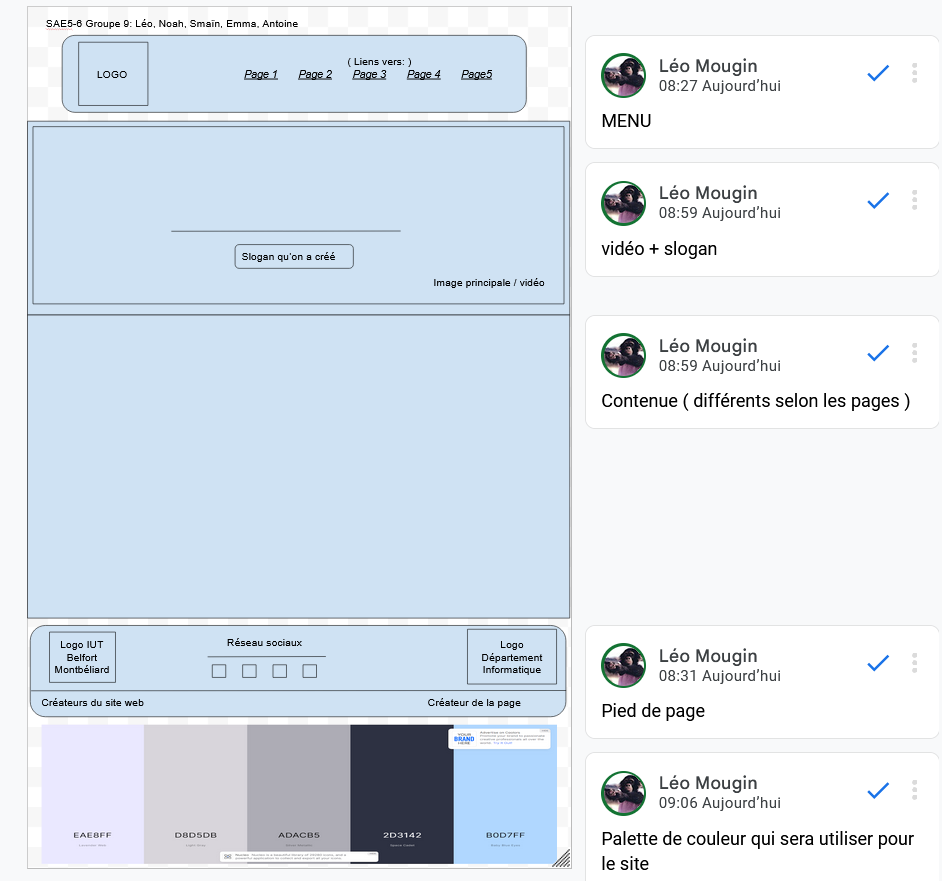 SAE5-6 Groupe 9: Léo, Noah, Smaïn, Emma, Antoine
LOGO
( Liens vers: )
Page 1 Page 2 Page 3 Page 4 Page5
Slogan qu'on a créé
Image principale / vidéo
Logo IUT
Belfort
Montbéliard
Réseau sociaux
Logo
Département
Informatique
Créateurs du site web
Créateur de la page
YOUR
BRAND
HERE
EAE8FF
D8D5DB
ADACB5
2D3142
B0D7FF
Léo Mougin
08:27 Aujourd'hui
MENU
Léo Mougin
08:59 Aujourd'hui
vidéo + slogan
Léo Mougin
08:59 Aujourd'hui
Contenue ( différents selon les pages )
Léo Mougin
08:31 Aujourd'hui
Pied de page
Léo Mougin
09:06 Aujourd'hui
Palette de couleur qui sera utiliser pour
le site